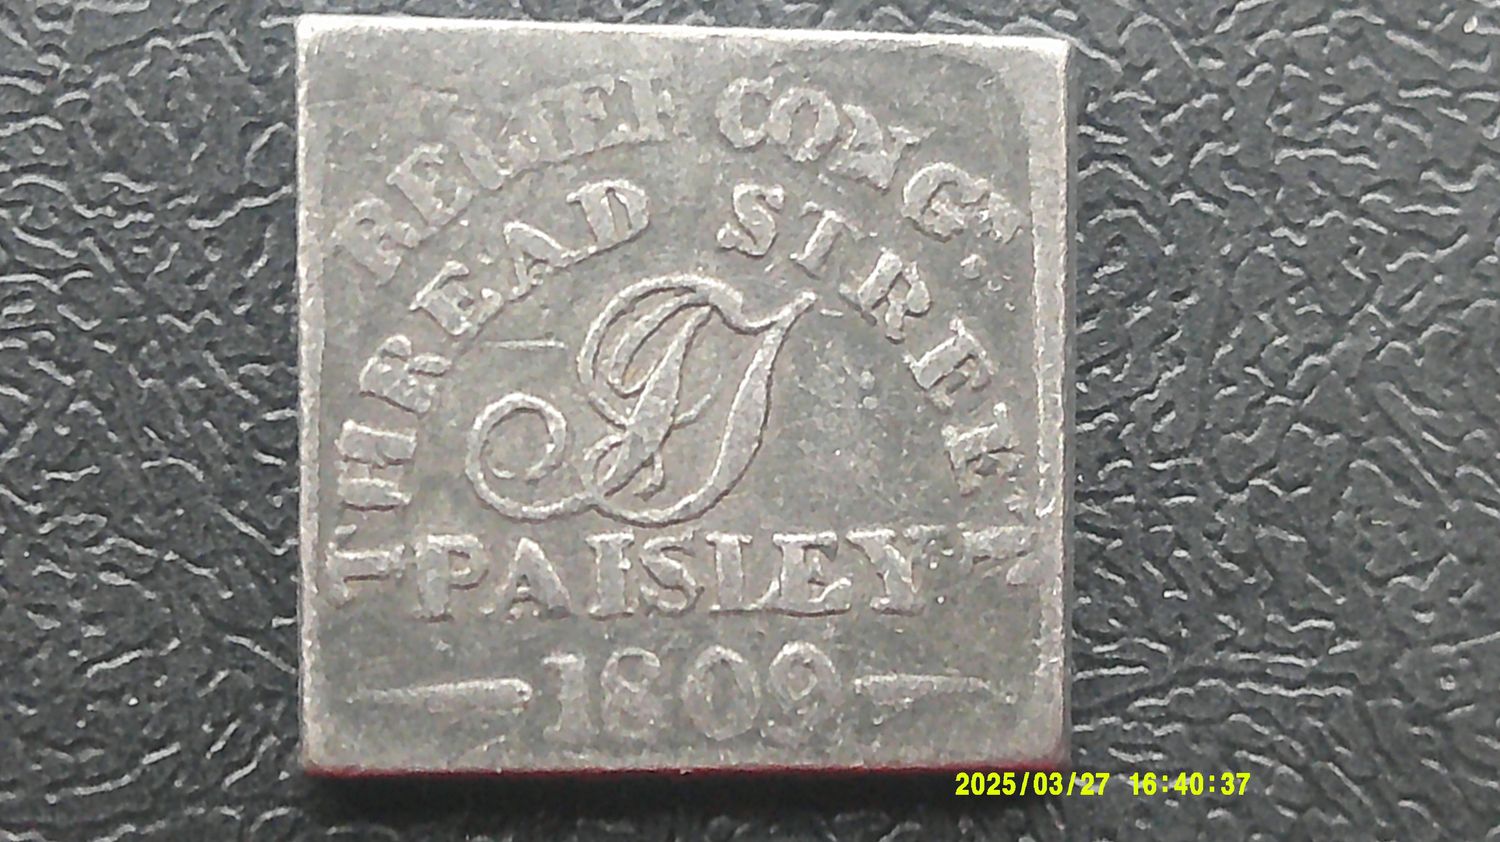 RELIEF CONGN.
THREAD STREET
PAISLEY
1809
2025/03/27 16:40:37